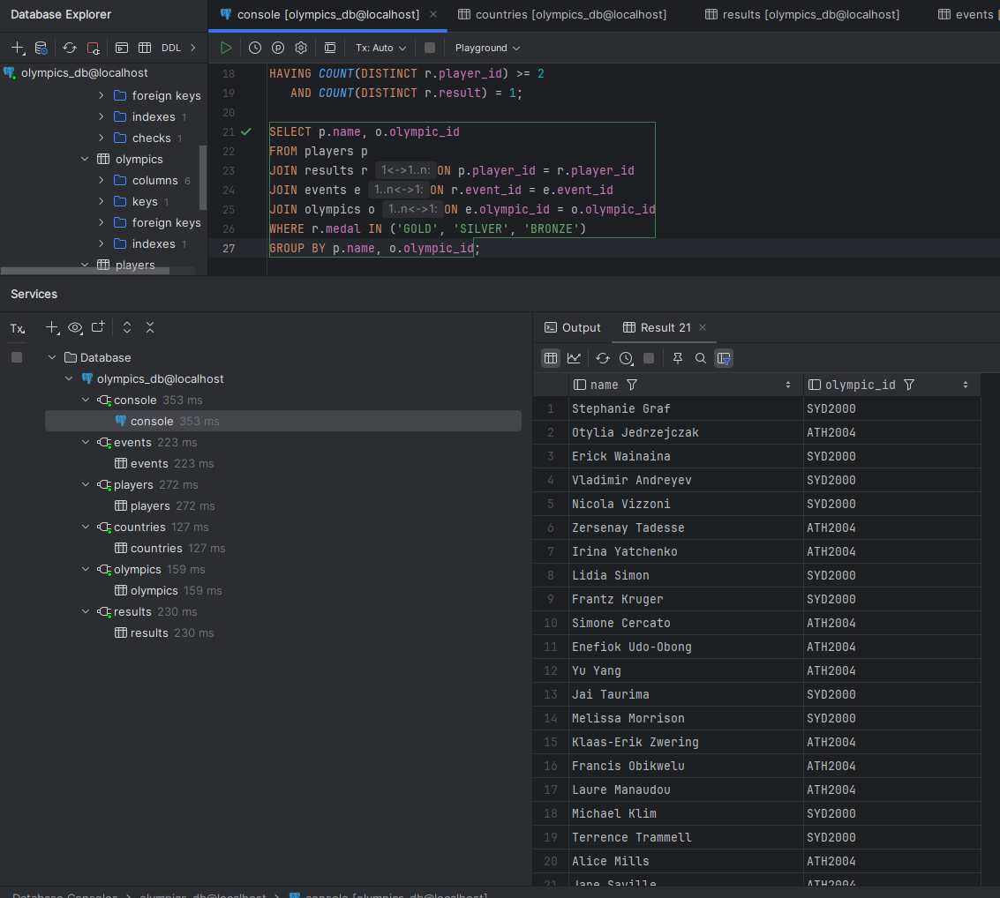 Database Explorer
console [olympics_db@localhost]
countries [olympics_db@localhost]
results [olympics_db@localhost]
events [
DDL
Tx: Auto
Playground
olympics_db@localhost
foreign keys
indexes 1
checks 1
olympics
columns 6
keys 1
foreign keys
indexes 1
players
18 HAVING COUNT(DISTINCT r.player_id) >= 2
19 AND COUNT(DISTINCT r.result) = 1;
20
21 SELECT p.name, o.olympic_id
22 FROM players p
23 JOIN results r 1<->1..n: ON p.player_id = r.player_id
24 JOIN events e 1..n<->1: ON r.event_id = e.event_id
25 JOIN olympics o 1..n<->1: ON e.olympic_id = o.olympic_id
26 WHERE r.medal IN ('GOLD', 'SILVER', 'BRONZE')
27 GROUP BY p.name, o.olympic_id;
Services
Tx
Database
olympics_db@localhost
console 353 ms
console 353 ms
events 223 ms
events 223 ms
players 272 ms
players 272 ms
countries 127 ms
countries 127 ms
olympics 159 ms
olympics 159 ms
results 230 ms
results 230 ms
Output
Result 21
name olympic_id
1 Stephanie Graf SYD2000
2 Otylia Jedrzejczak ATH2004
3 Erick Wainaina SYD2000
4 Vladimir Andreyev SYD2000
5 Nicola Vizzoni SYD2000
6 Zersenay Tadesse ATH2004
7 Irina Yatchenko ATH2004
8 Lidia Simon SYD2000
9 Frantz Kruger SYD2000
10 Simone Cercato ATH2004
11 Enefiok Udo-Obong ATH2004
12 Yu Yang ATH2004
13 Jai Taurima SYD2000
14 Melissa Morrison SYD2000
15 Klaas-Erik Zwering ATH2004
16 Francis Obikwelu ATH2004
17 Laure Manaudou ATH2004
18 Michael Klim SYD2000
19 Terrence Trammell SYD2000
20 Alice Mills ATH2004
21 Jane Saville ATH2004
Database Consoles > olympics_db@localhost > console [olympics_db@localhost]